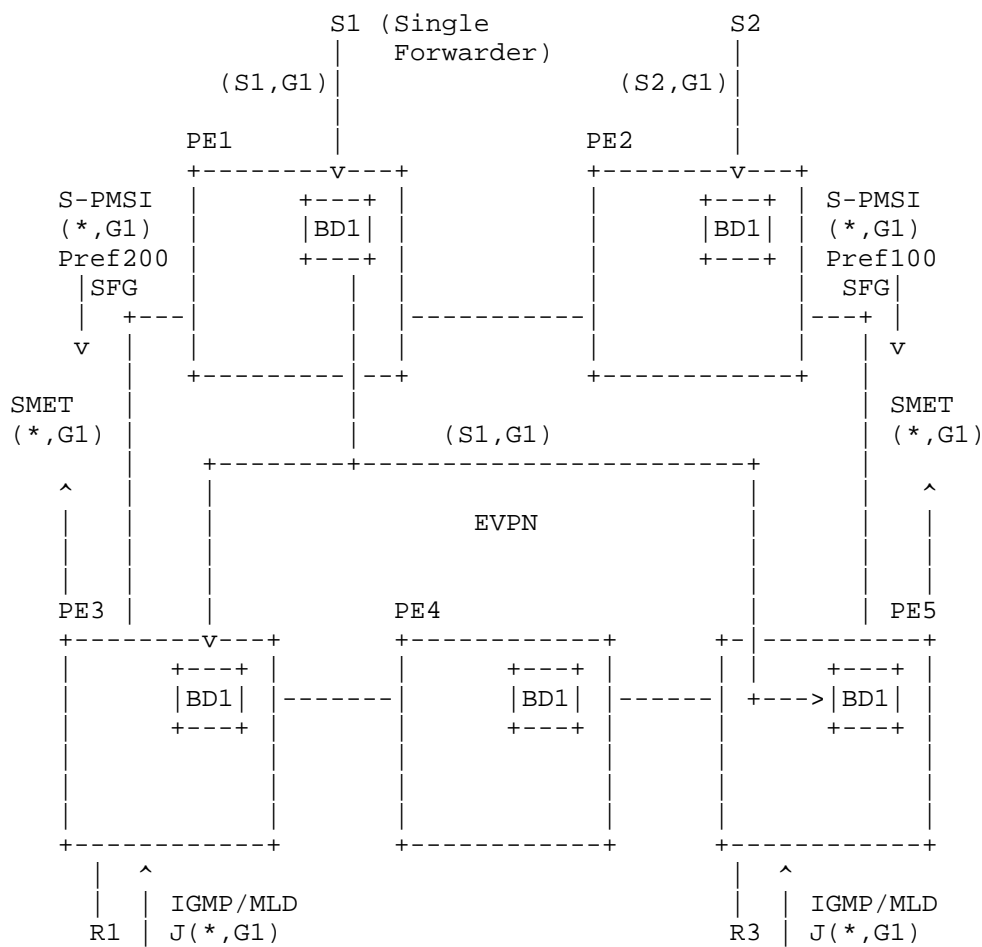 S1 (Single S2
Forwarder)
(S1,G1) (S2,G1)
PE1 PE2
S-PMSI S-PMSI
(*,G1) BD1 BD1 (*,G1)
Pref200 Pref100
SFG SFG
SMET SMET
(*,G1) (S1,G1) (*,G1)
EVPN
PE3 PE4 PE5
BD1 BD1 BD1
IGMP/MLD IGMP/MLD
R1 J(*,G1) R3 J(*,G1)